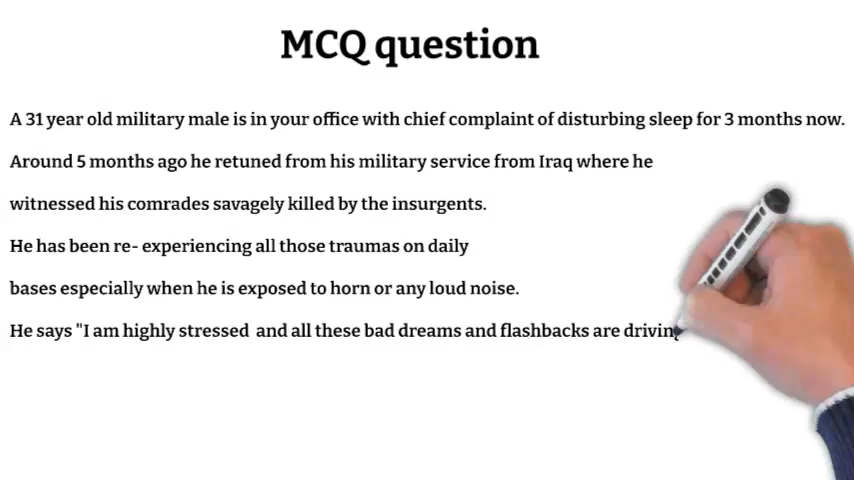 MCQ question
A 31 year old military male is in your office with chief complaint of disturbing sleep for 3 months now.
Around 5 months ago he retuned from his military service from Iraq where he
witnessed his comrades savagely killed by the insurgents.
He has been re- experiencing all those traumas on daily
bases especially when he is exposed to horn or any loud noise.
He says "I am highly stressed and all these bad dreams and flashbacks are driving